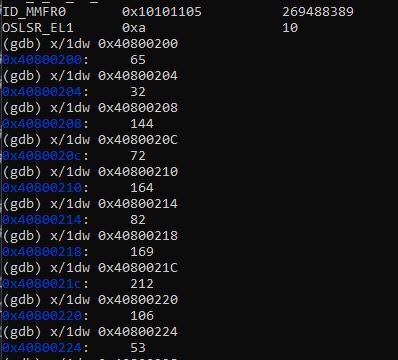 ID_MMFR0 0x10101105 269488389
OSLSR_EL1 0xa 10
(gdb) x/1dw 0x40800200
0x40800200: 65
(gdb) x/1dw 0x40800204
0x40800204: 32
(gdb) x/1dw 0x40800208
0x40800208: 144
(gdb) x/1dw 0x4080020C
0x4080020c: 72
(gdb) x/1dw 0x40800210
0x40800210: 164
(gdb) x/1dw 0x40800214
0x40800214: 82
(gdb) x/1dw 0x40800218
0x40800218: 169
(gdb) x/1dw 0x4080021C
0x4080021c: 212
(gdb) x/1dw 0x40800220
0x40800220: 106
(gdb) x/1dw 0x40800224
0x40800224: 53